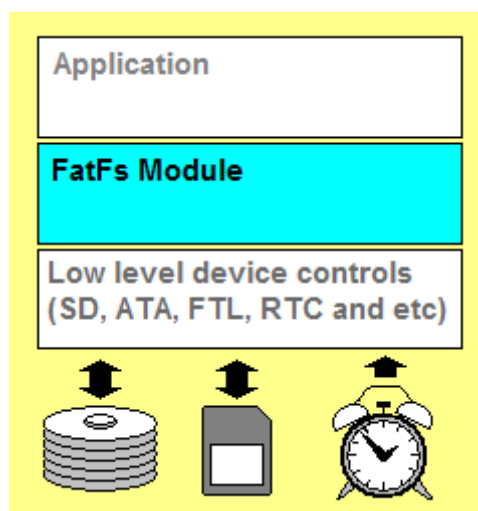 Application
FatFs Module
Low level device controls
(SD, ATA, FTL, RTC and etc)